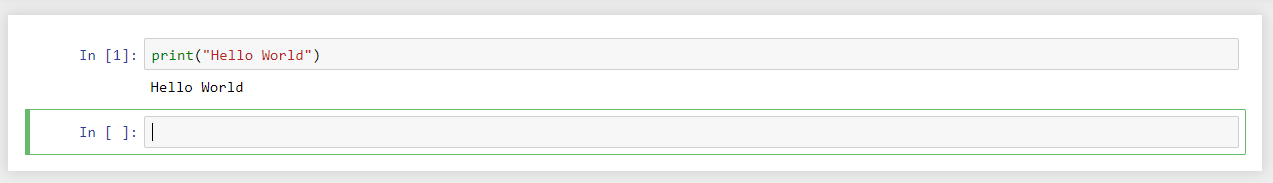 In [1]: print("Hello World")
Hello World
In [ ]: